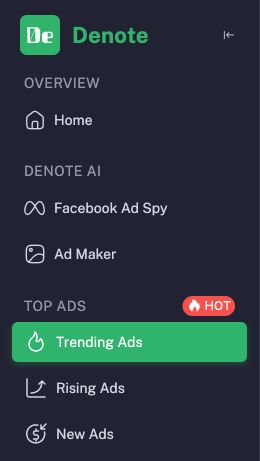 De Denote
OVERVIEW
Home
DENOTE AI
Facebook Ad Spy
Ad Maker
TOP ADS HOT
Trending Ads
Rising Ads
New Ads